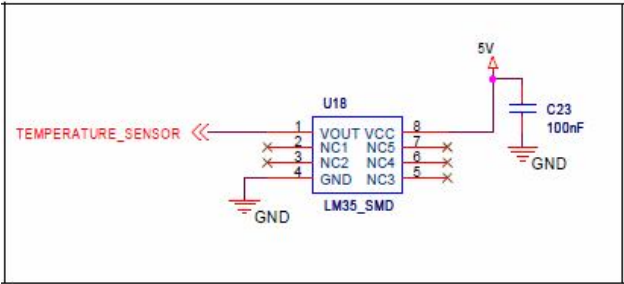 5V
U18
C23
100nF
TEMPERATURE_SENSOR
1 VOUT VCC 8
2 NC1 NC5 7
3 NC2 NC4 6
4 GND NC3 5
GND
GND
LM35_SMD